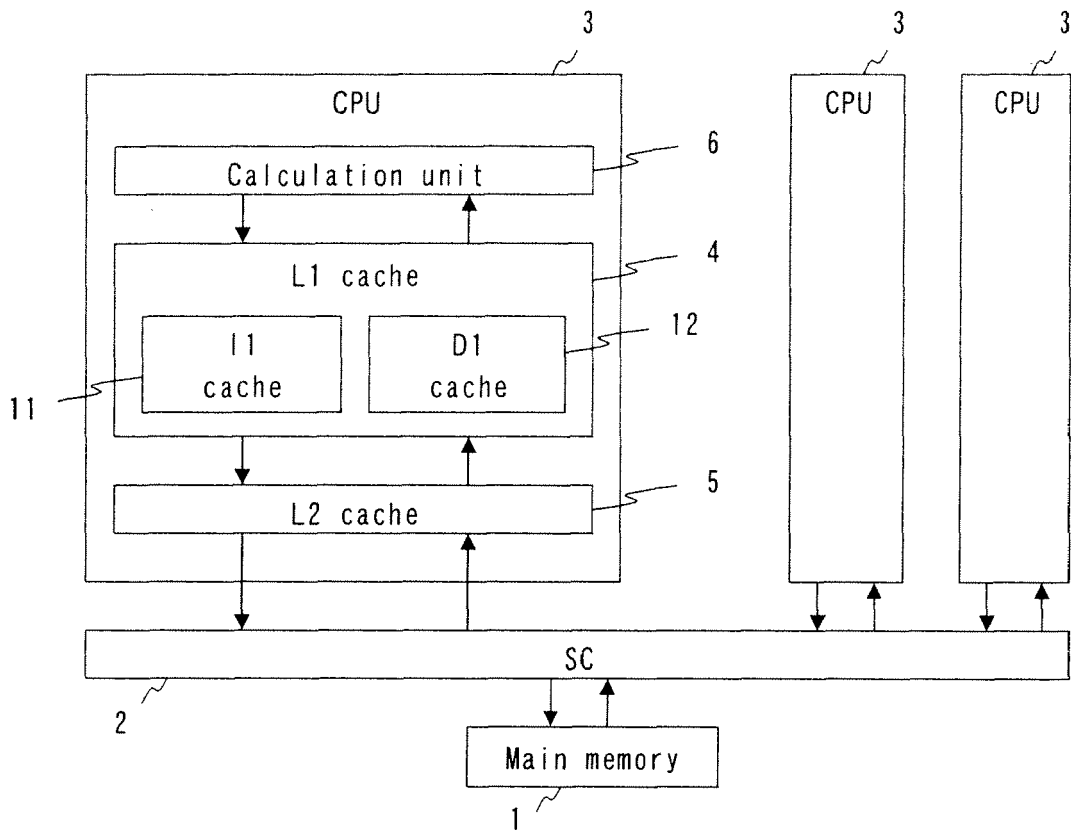 3 3 3
CPU CPU CPU
6
Calculation unit
4
L1 cache
12
I1 D1
cache cache
11
5
L2 cache
SC
2
Main memory
1